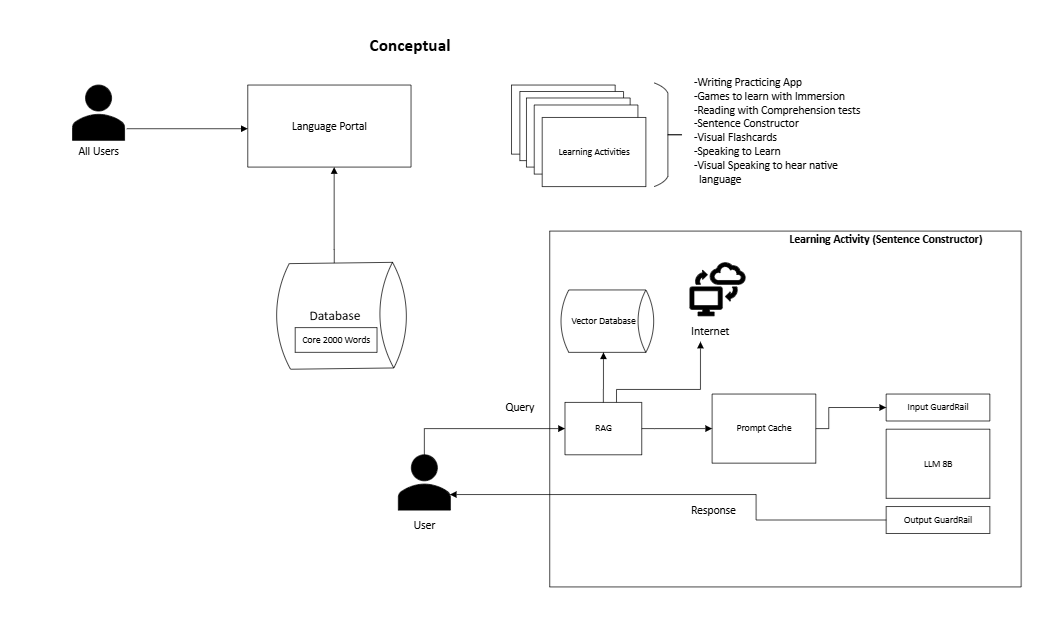 Conceptual
All Users
Language Portal
Learning Activities
-Writing Practicing App
-Games to learn with Immersion
-Reading with Comprehension tests
-Sentence Constructor
-Visual Flashcards
-Speaking to Learn
-Visual Speaking to hear native
language
Database
Core 2000 Words
Learning Activity (Sentence Constructor)
Vector Database
Internet
Query
RAG
Prompt Cache
Input GuardRail
LLM 8B
Output GuardRail
Response
User